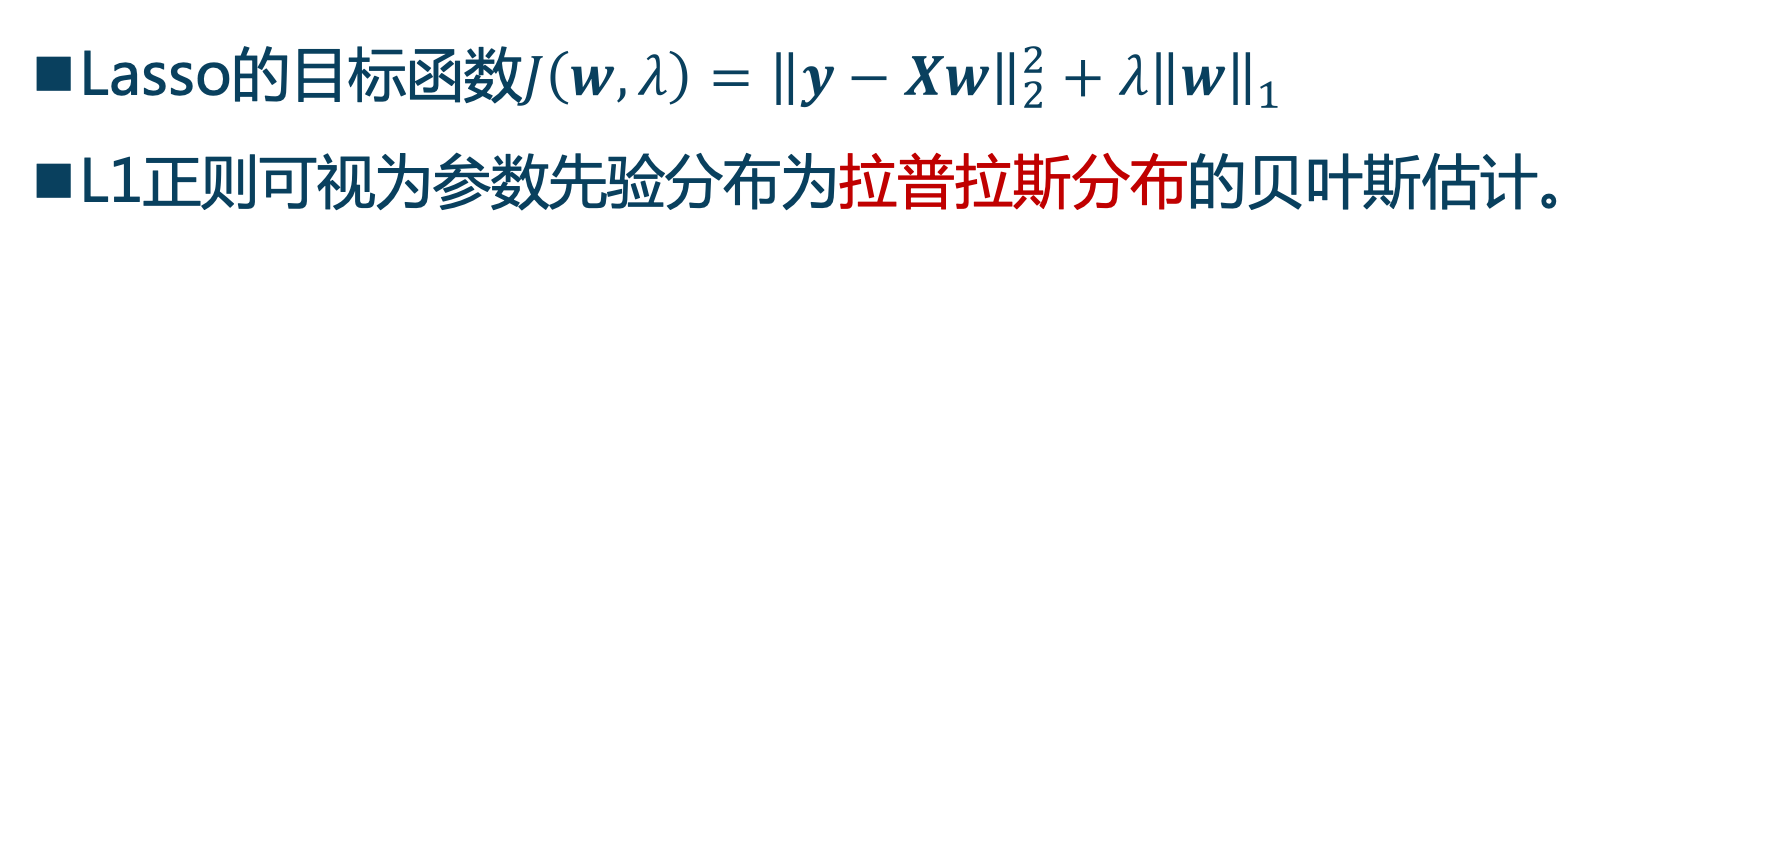 ■Lasso的目标函数J(w, λ) = ‖y − Xw‖₂² + λ‖w‖₁
■L1正则可视为参数先验分布为拉普拉斯分布的贝叶斯估计。